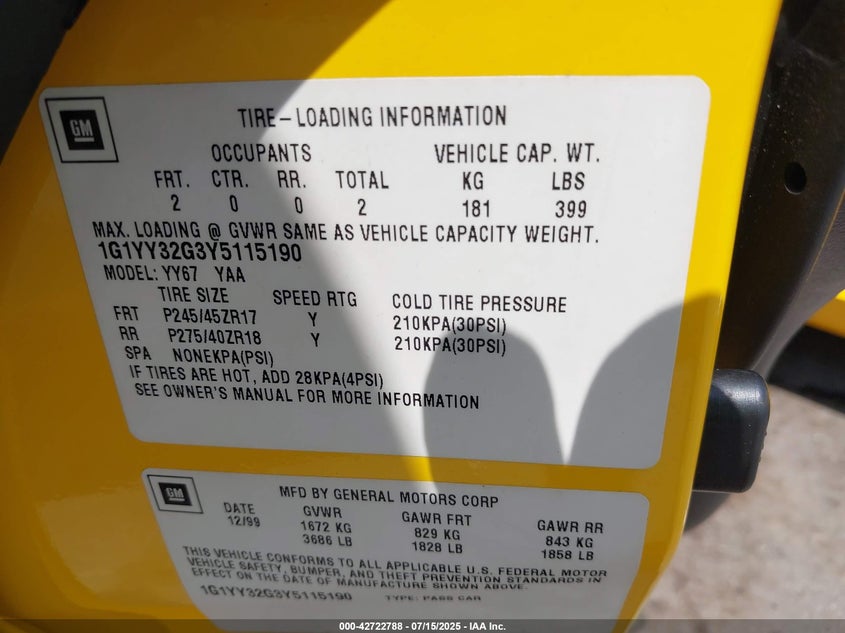 GM
TIRE-LOADING INFORMATION
OCCUPANTS VEHICLE CAP. WT.
FRT. CTR. RR. TOTAL KG LBS
2 0 0 2 181 399
MAX. LOADING @ GVWR SAME AS VEHICLE CAPACITY WEIGHT.
1G1YY32G3Y5115190
MODEL: YY67 YAA
TIRE SIZE SPEED RTG COLD TIRE PRESSURE
FRT P245/45ZR17 Y 210KPA(30PSI)
RR P275/40ZR18 Y 210KPA(30PSI)
SPA NONEKPA(PSI)
IF TIRES ARE HOT, ADD 28KPA(4PSI)
SEE OWNER'S MANUAL FOR MORE INFORMATION
GM
MFD BY GENERAL MOTORS CORP
DATE GVWR GAWR FRT GAWR RR
12/99 1672 KG 829 KG 843 KG
3686 LB 1828 LB 1858 LB
THIS VEHICLE CONFORMS TO ALL APPLICABLE U.S. FEDERAL MOTOR
VEHICLE SAFETY, BUMPER, AND THEFT PREVENTION STANDARDS IN
EFFECT ON THE DATE OF MANUFACTURE SHOWN ABOVE.
1G1YY32G3Y5115190 TYPE: PASS CAR
000-42722788 - 07/15/2025 - IAA Inc.